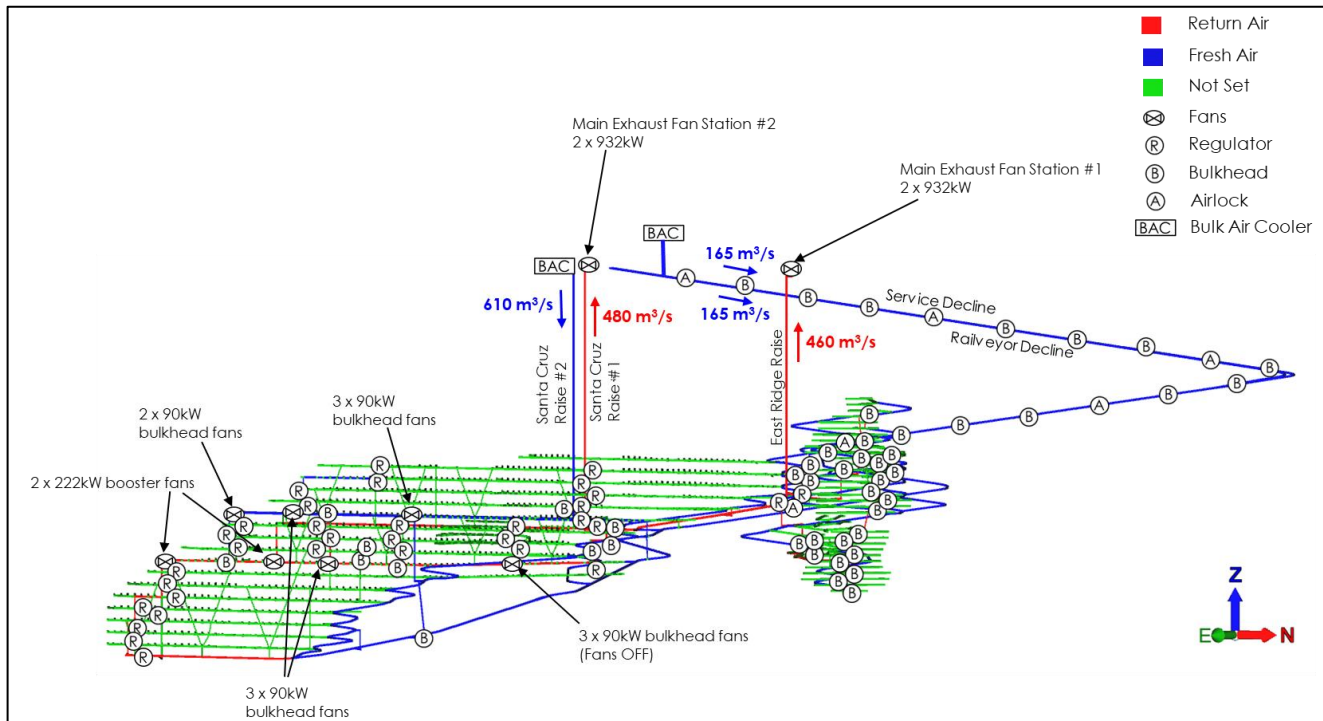 Return Air
Fresh Air
Not Set
Fans
R Regulator
B Bulkhead
A Airlock
BAC Bulk Air Cooler
Main Exhaust Fan Station #2
2 x 932kW
Main Exhaust Fan Station #1
2 x 932kW
BAC
BAC
165 m³/s
165 m³/s
610 m³/s
480 m³/s
460 m³/s
Service Decline
Railveyor Decline
Santa Cruz
Raise #2
Santa Cruz
Raise #1
East Ridge Raise
2 x 90kW
bulkhead fans
3 x 90kW
bulkhead fans
2 x 222kW booster fans
3 x 90kW bulkhead fans
(Fans OFF)
3 x 90kW
bulkhead fans
Z
E
N